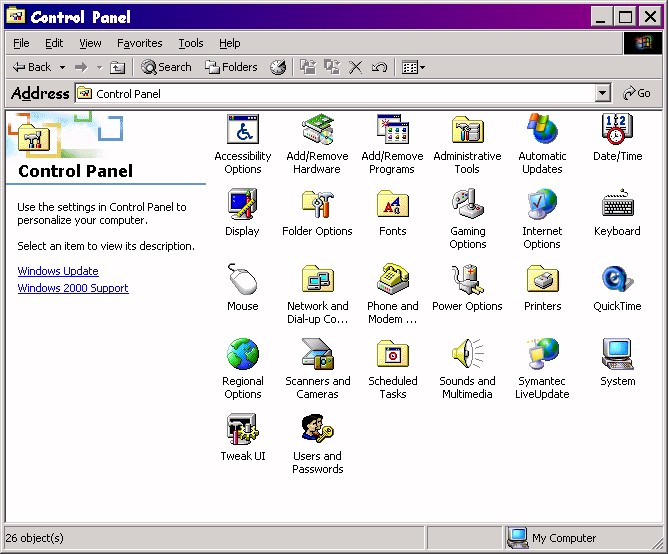 Control Panel
File Edit View Favorites Tools Help
Back Search Folders
Address Control Panel Go
Control Panel
Use the settings in Control Panel to
personalize your computer.
Select an item to view its description.
Windows Update
Windows 2000 Support
Accessibility
Options
Add/Remove
Hardware
Add/Remove
Programs
Administrative
Tools
Automatic
Updates
Date/Time
Display
Folder Options
Fonts
Gaming
Options
Internet
Options
Keyboard
Mouse
Network and
Dial-up Co...
Phone and
Modem ...
Power Options
Printers
QuickTime
Regional
Options
Scanners and
Cameras
Scheduled
Tasks
Sounds and
Multimedia
Symantec
LiveUpdate
System
Tweak UI
Users and
Passwords
26 object(s) My Computer